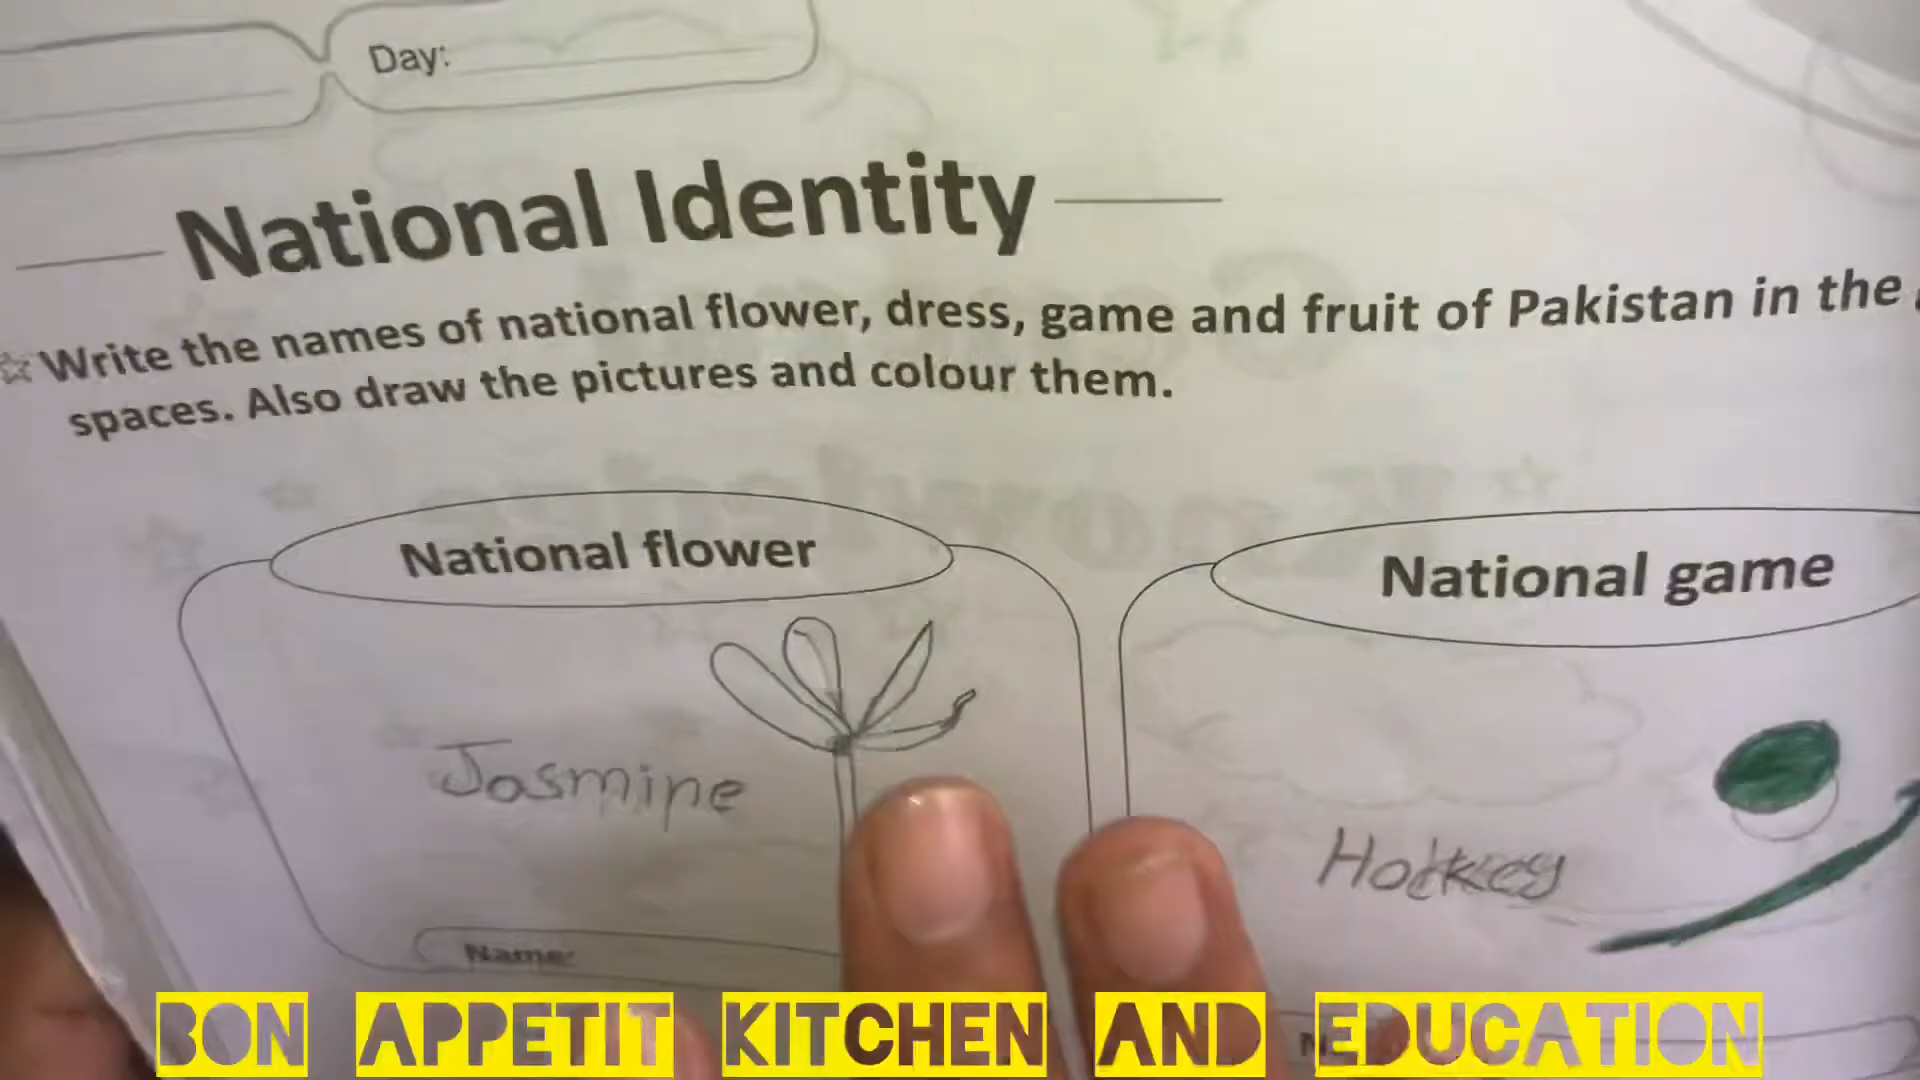 Day:
National Identity
Write the names of national flower, dress, game and fruit of Pakistan in the
spaces. Also draw the pictures and colour them.
National flower
National game
Jasmine
Hockey
Name:
BON APPETIT KITCHEN AND EDUCATION